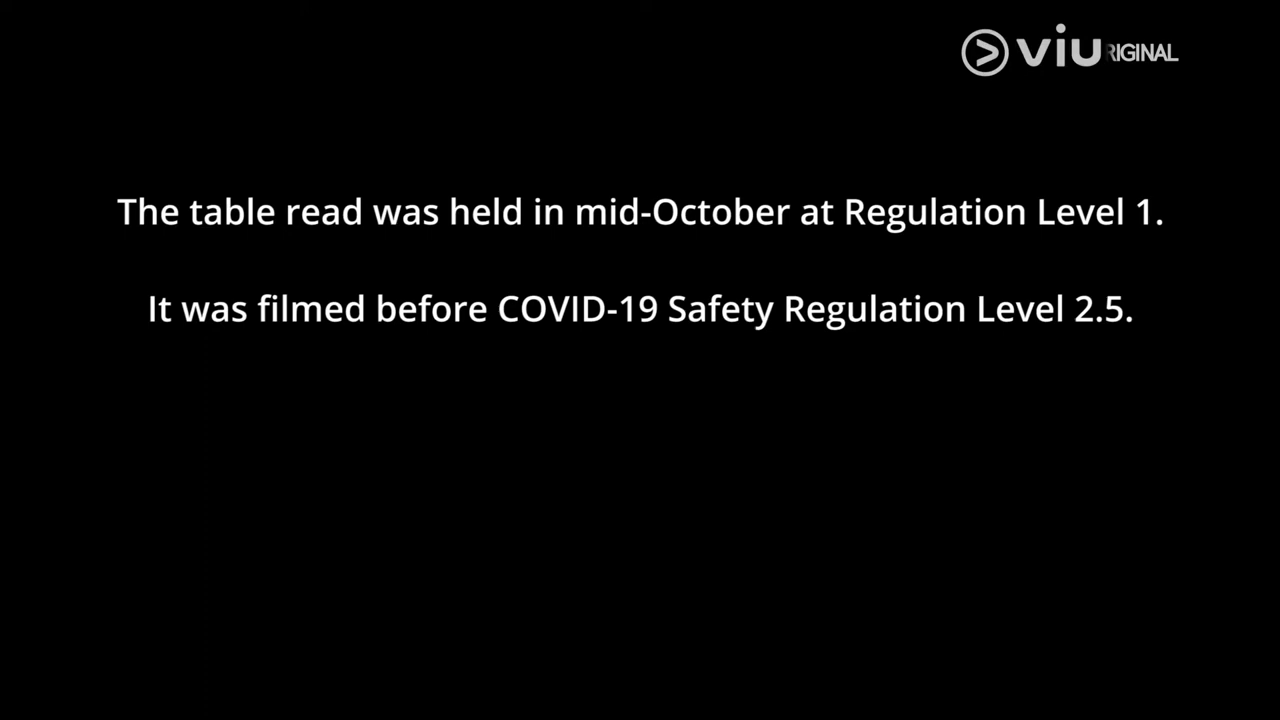 viu RIGINAL
The table read was held in mid-October at Regulation Level 1.
It was filmed before COVID-19 Safety Regulation Level 2.5.